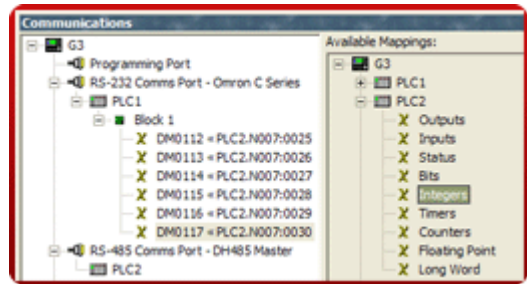 Communications
G3
Programming Port
RS-232 Comms Port - Omron C Series
PLC1
Block 1
DM0112 = PLC2.N007:0025
DM0113 = PLC2.N007:0026
DM0114 = PLC2.N007:0027
DM0115 = PLC2.N007:0028
DM0116 = PLC2.N007:0029
DM0117 = PLC2.N007:0030
RS-485 Comms Port - DH485 Master
PLC2
Available Mappings:
G3
PLC1
PLC2
Outputs
Inputs
Status
Bits
Integers
Timers
Counters
Floating Point
Long Word